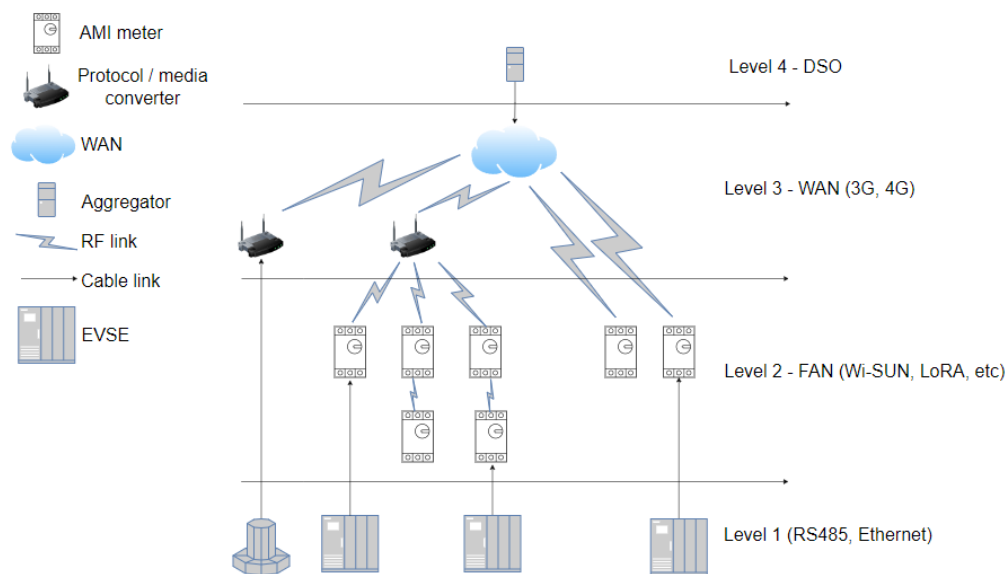 AMI meter
Protocol / media
converter
WAN
Aggregator
RF link
Cable link
EVSE
Level 4 - DSO
Level 3 - WAN (3G, 4G)
Level 2 - FAN (Wi-SUN, LoRA, etc)
Level 1 (RS485, Ethernet)